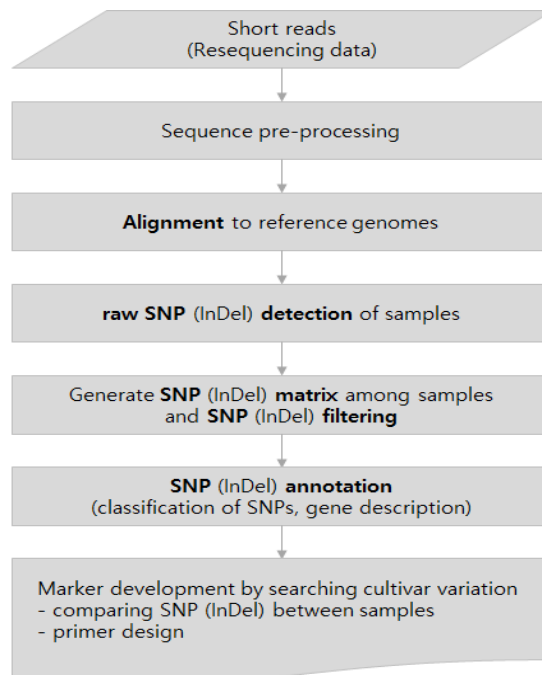 Short reads
(Resequencing data)
Sequence pre-processing
Alignment to reference genomes
raw SNP (InDel) detection of samples
Generate SNP (InDel) matrix among samples
and SNP (InDel) filtering
SNP (InDel) annotation
(classification of SNPs, gene description)
Marker development by searching cultivar variation
- comparing SNP (InDel) between samples
- primer design